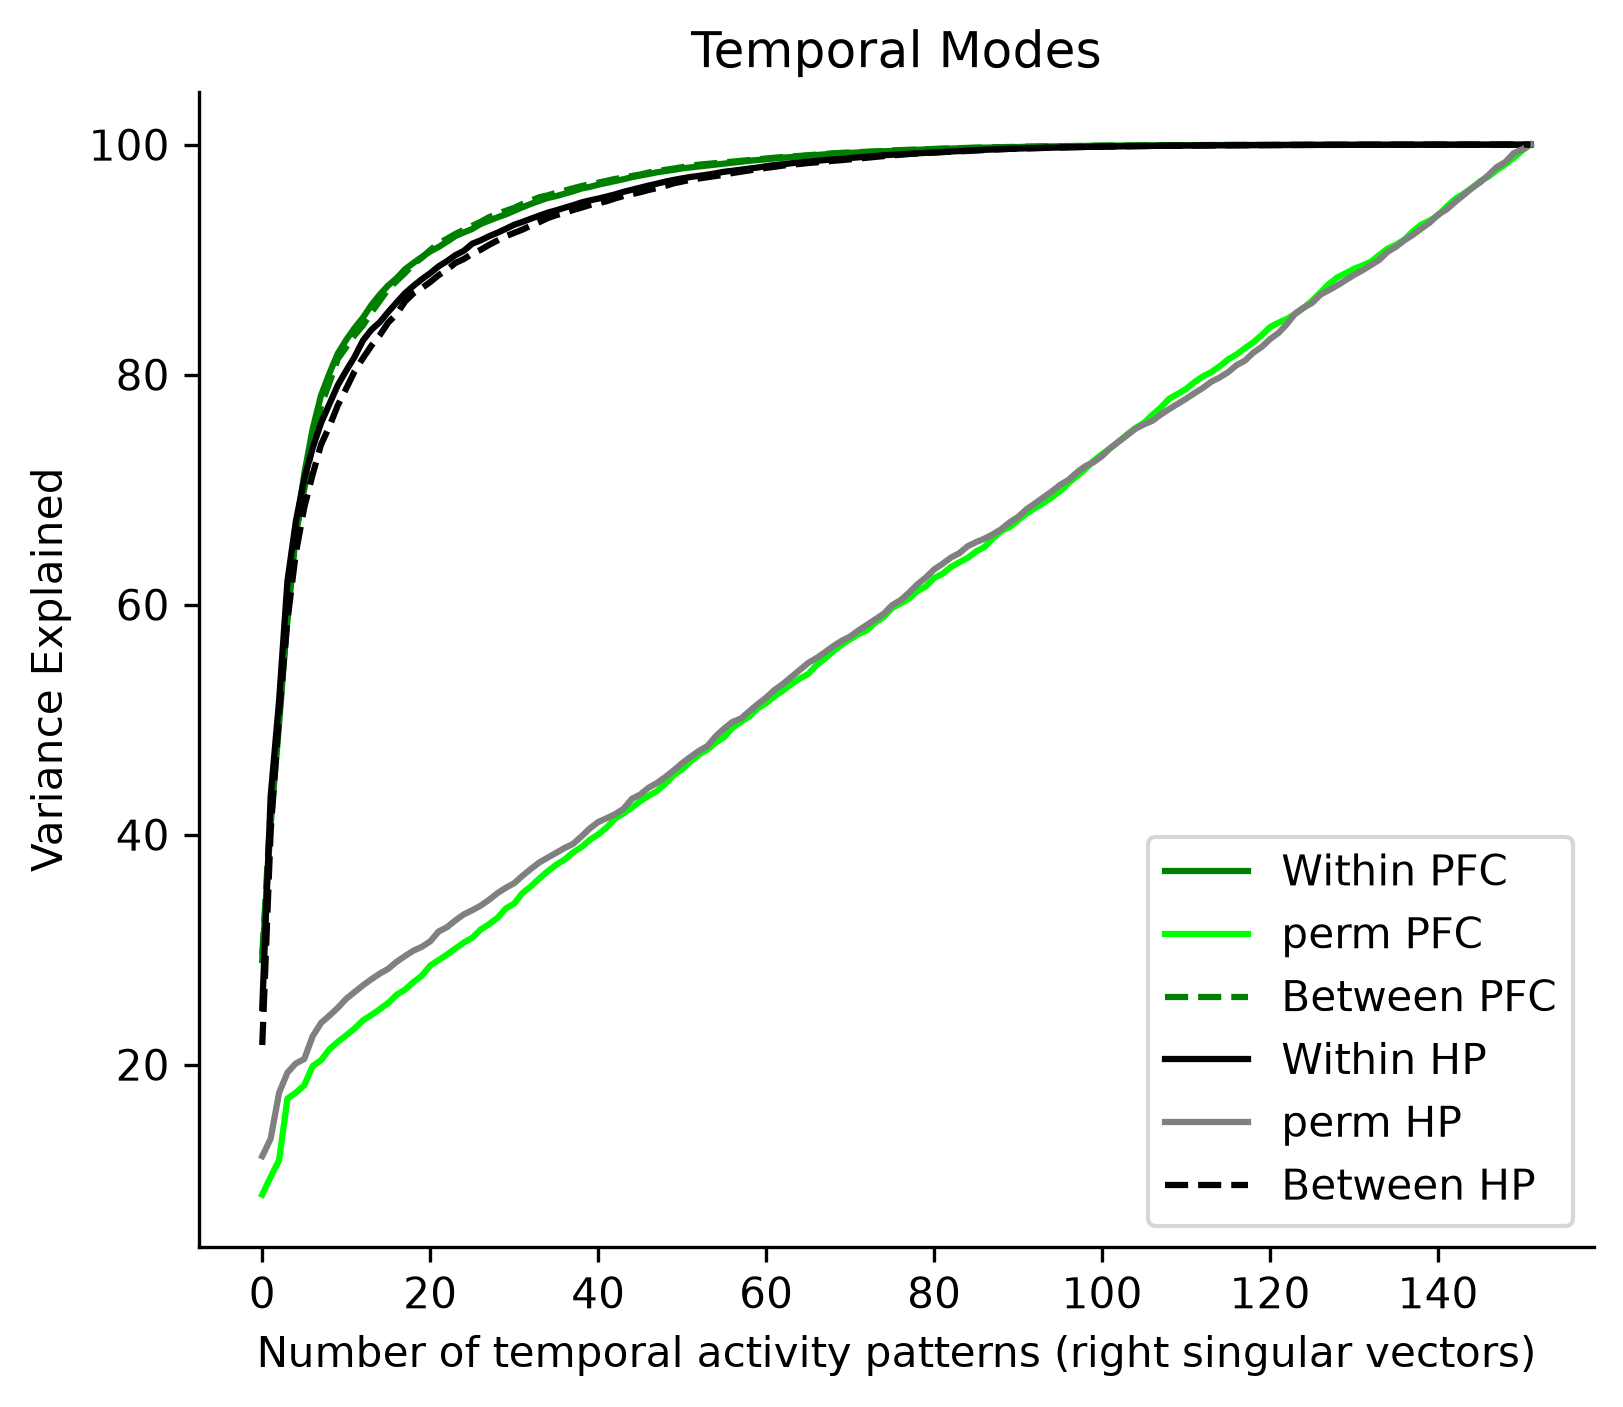 Temporal Modes
100
80
60
40
20
Variance Explained
Within PFC
perm PFC
Between PFC
Within HP
perm HP
Between HP
0 20 40 60 80 100 120 140
Number of temporal activity patterns (right singular vectors)